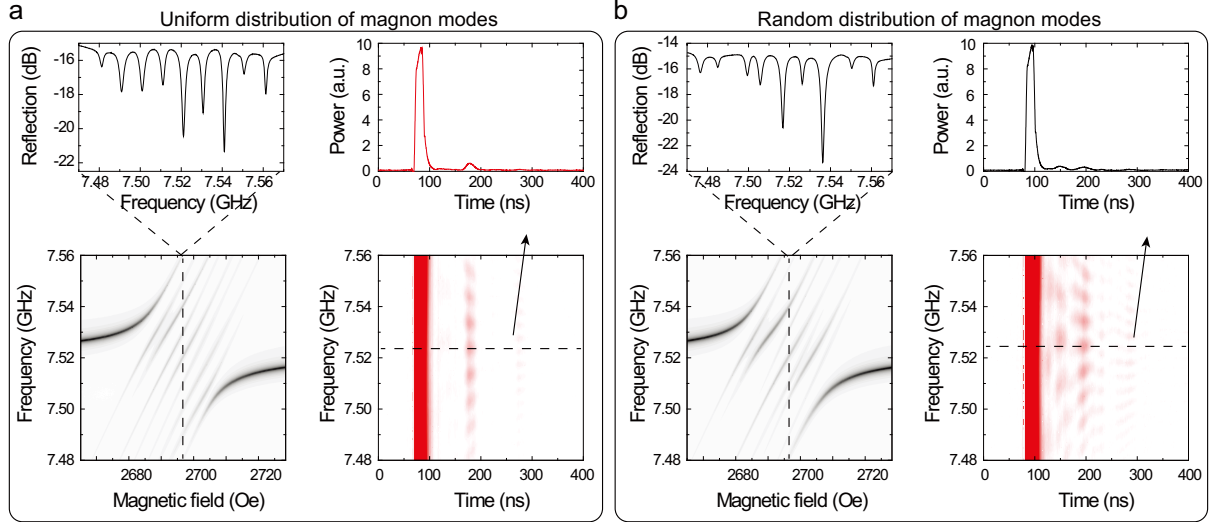 a
Uniform distribution of magnon modes
Reflection (dB)
-16
-18
-20
-22
7.48 7.50 7.52 7.54 7.56
Frequency (GHz)
Power (a.u.)
10
8
6
4
2
0
0 100 200 300 400
Time (ns)
Frequency (GHz)
7.56
7.54
7.52
7.50
7.48
2680 2700 2720
Magnetic field (Oe)
Frequency (GHz)
7.56
7.54
7.52
7.50
7.48
0 100 200 300 400
Time (ns)
b
Random distribution of magnon modes
Reflection (dB)
-14
-16
-18
-20
-22
-24
7.48 7.50 7.52 7.54 7.56
Frequency (GHz)
Power (a.u.)
10
8
6
4
2
0
0 100 200 300 400
Time (ns)
Frequency (GHz)
7.56
7.54
7.52
7.50
7.48
2680 2700 2720
Magnetic field (Oe)
Frequency (GHz)
7.56
7.54
7.52
7.50
7.48
0 100 200 300 400
Time (ns)